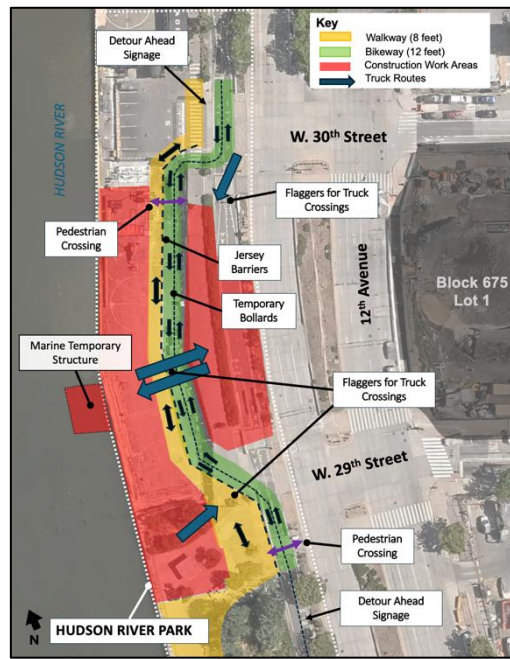 Key
Walkway (8 feet)
Bikeway (12 feet)
Construction Work Areas
Truck Routes
Detour Ahead
Signage
HUDSON RIVER
W. 30th Street
Flaggers for Truck
Crossings
Pedestrian
Crossing
Jersey
Barriers
12th Avenue
Block 675
Lot 1
Temporary
Bollards
Marine Temporary
Structure
Flaggers for Truck
Crossings
W. 29th Street
Pedestrian
Crossing
Detour Ahead
Signage
HUDSON RIVER PARK
N